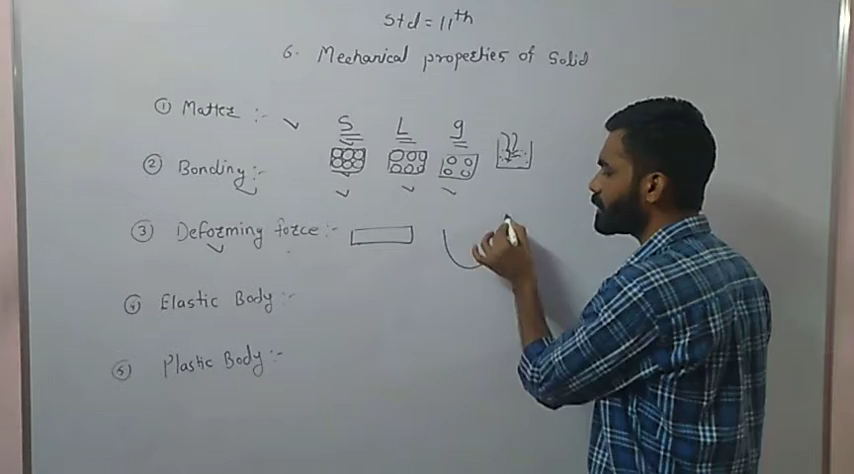 Std = 11th
6. Mechanical properties of Solid
① Matter :-
S L g
② Bonding :-
③ Deforming force :-
④ Elastic Body :-
⑤ Plastic Body :-